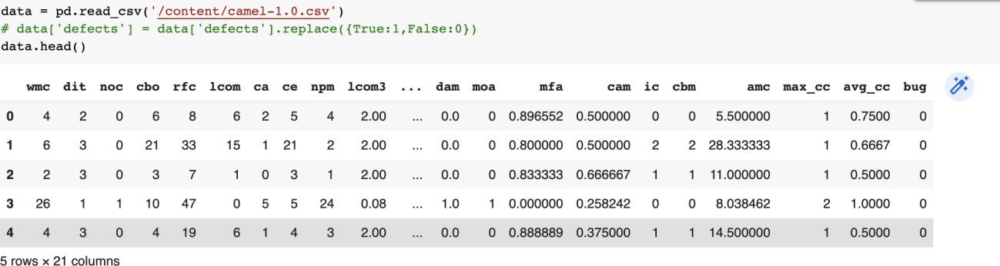 data = pd.read_csv('/content/camel-1.0.csv')
# data['defects'] = data['defects'].replace({True:1,False:0})
data.head()
wmc dit noc cbo rfc lcom ca ce npm lcom3 ... dam moa mfa cam ic cbm amc max_cc avg_cc bug
0 4 2 0 6 8 6 2 5 4 2.00 ... 0.0 0 0.896552 0.500000 0 0 5.500000 1 0.7500 0
1 6 3 0 21 33 15 1 21 2 2.00 ... 0.0 0 0.800000 0.500000 2 2 28.333333 1 0.6667 0
2 2 3 0 3 7 1 0 3 1 2.00 ... 0.0 0 0.833333 0.666667 1 1 11.000000 1 0.5000 0
3 26 1 1 10 47 0 5 5 24 0.08 ... 1.0 1 0.000000 0.258242 0 0 8.038462 2 1.0000 0
4 4 3 0 4 19 6 1 4 3 2.00 ... 0.0 0 0.888889 0.375000 1 1 14.500000 1 0.5000 0
5 rows × 21 columns